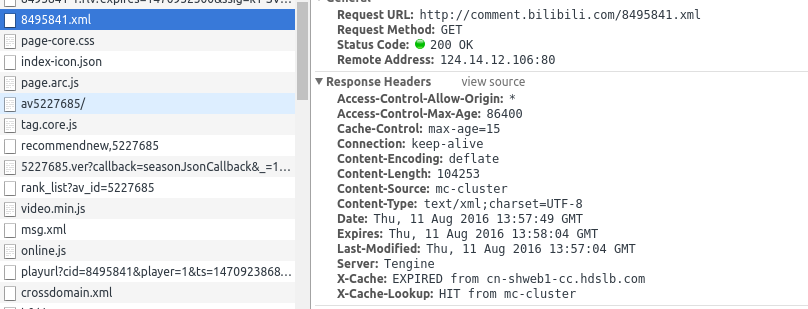 8495841.xml
page-core.css
index-icon.json
page.arc.js
av5227685/
tag.core.js
recommendnew,5227685
5227685.ver?callback=seasonJsonCallback&_=1...
rank_list?av_id=5227685
video.min.js
msg.xml
online.js
playurl?cid=8495841&player=1&ts=1470923868...
crossdomain.xml
Request URL: http://comment.bilibili.com/8495841.xml
Request Method: GET
Status Code: 200 OK
Remote Address: 124.14.12.106:80
Response Headers view source
Access-Control-Allow-Origin: *
Access-Control-Max-Age: 86400
Cache-Control: max-age=15
Connection: keep-alive
Content-Encoding: deflate
Content-Length: 104253
Content-Source: mc-cluster
Content-Type: text/xml;charset=UTF-8
Date: Thu, 11 Aug 2016 13:57:49 GMT
Expires: Thu, 11 Aug 2016 13:58:04 GMT
Last-Modified: Thu, 11 Aug 2016 13:57:04 GMT
Server: Tengine
X-Cache: EXPIRED from cn-shweb1-cc.hdslb.com
X-Cache-Lookup: HIT from mc-cluster